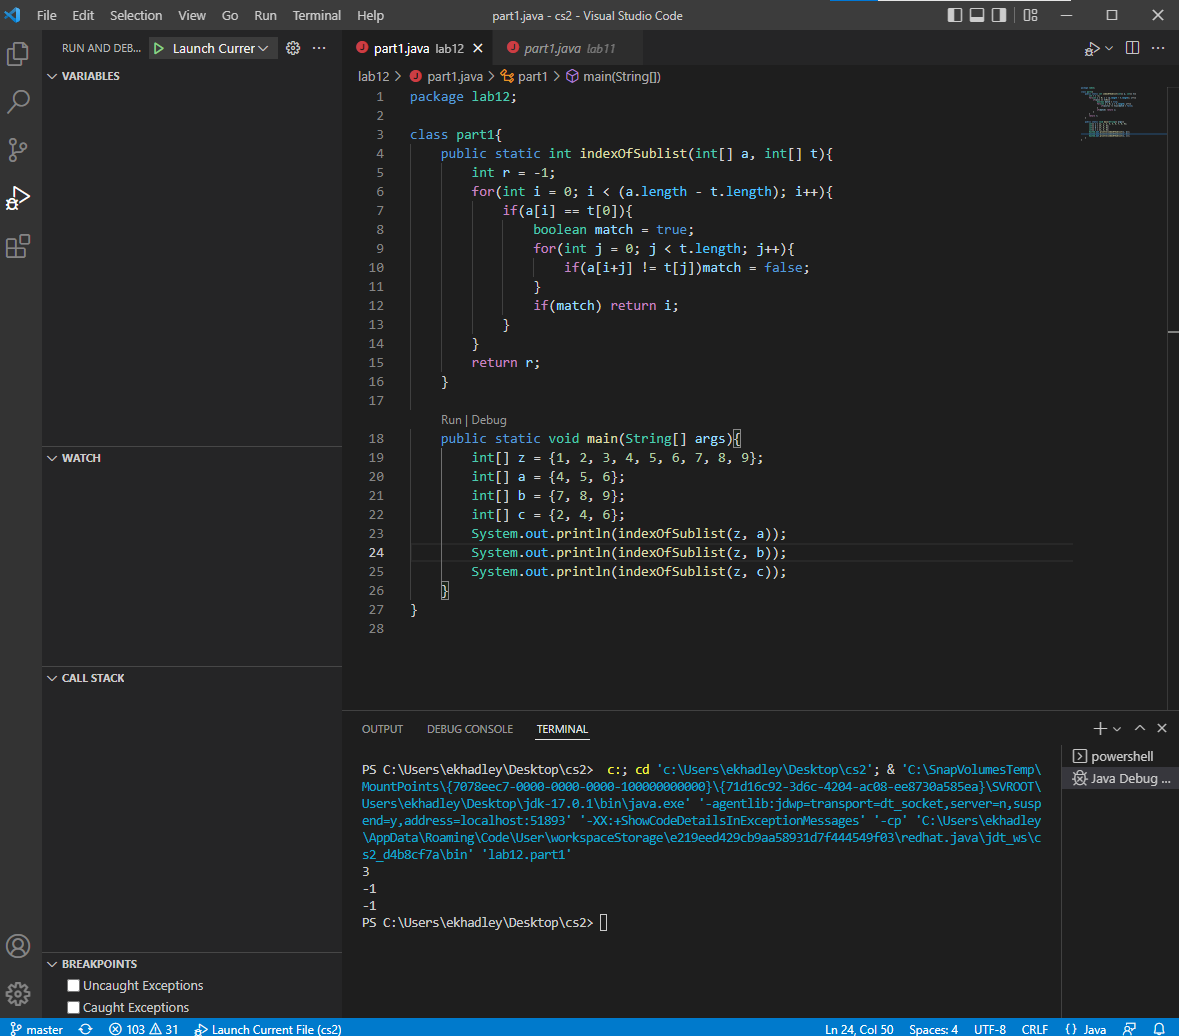 File Edit Selection View Go Run Terminal Help part1.java - cs2 - Visual Studio Code
RUN AND DEB... Launch Currer
part1.java lab12 part1.java lab11
lab12 > part1.java > part1 > main(String[])
VARIABLES
WATCH
CALL STACK
BREAKPOINTS
Uncaught Exceptions
Caught Exceptions
1 package lab12;
2
3 class part1{
4 public static int indexOfSublist(int[] a, int[] t){
5 int r = -1;
6 for(int i = 0; i < (a.length - t.length); i++){
7 if(a[i] == t[0]){
8 boolean match = true;
9 for(int j = 0; j < t.length; j++){
10 if(a[i+j] != t[j])match = false;
11 }
12 if(match) return i;
13 }
14 }
15 return r;
16 }
17
Run | Debug
18 public static void main(String[] args){
19 int[] z = {1, 2, 3, 4, 5, 6, 7, 8, 9};
20 int[] a = {4, 5, 6};
21 int[] b = {7, 8, 9};
22 int[] c = {2, 4, 6};
23 System.out.println(indexOfSublist(z, a));
24 System.out.println(indexOfSublist(z, b));
25 System.out.println(indexOfSublist(z, c));
26 }
27 }
28
OUTPUT DEBUG CONSOLE TERMINAL
PS C:\Users\ekhadley\Desktop\cs2> c:; cd 'c:\Users\ekhadley\Desktop\cs2'; & 'C:\SnapVolumesTemp\
MountPoints\{7078eec7-0000-0000-0000-100000000000}\{71d16c92-3d6c-4204-ac08-ee8730a585ea}\SVROOT\
Users\ekhadley\Desktop\jdk-17.0.1\bin\java.exe' '-agentlib:jdwp=transport=dt_socket,server=n,susp
end=y,address=localhost:51893' '-XX:+ShowCodeDetailsInExceptionMessages' '-cp' 'C:\Users\ekhadley
\AppData\Roaming\Code\User\workspaceStorage\e219eed429cb9aa58931d7f444549f03\redhat.java\jdt_ws\c
s2_d4b8cf7a\bin' 'lab12.part1'
3
-1
-1
PS C:\Users\ekhadley\Desktop\cs2>
powershell
Java Debug ...
master 103 31 Launch Current File (cs2) Ln 24, Col 50 Spaces: 4 UTF-8 CRLF {} Java